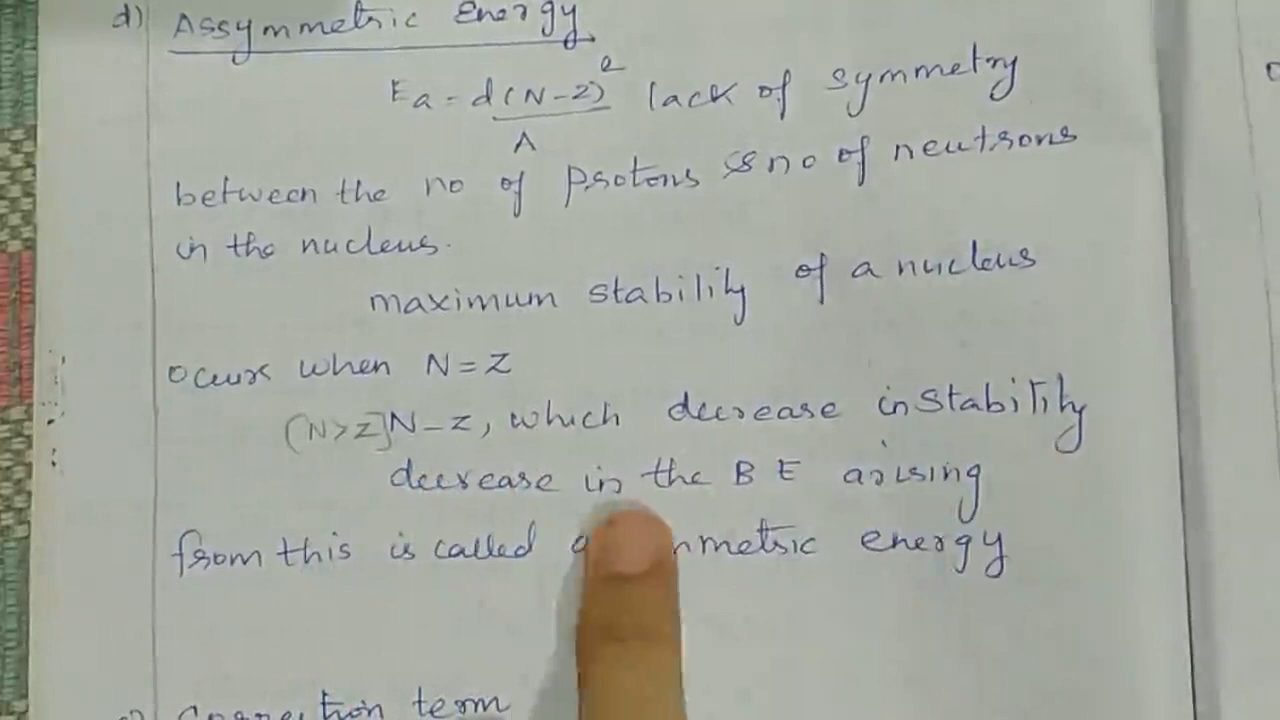 d) Assymmetric Energy
Ea = d(N-Z)² lack of symmetry
A
between the no of protons & no of neutrons
in the nucleus.
maximum stability of a nucleus
occurs when N=Z
(N>Z) N-Z, which decrease in stability
decrease in the B E arising
from this is called energy
term